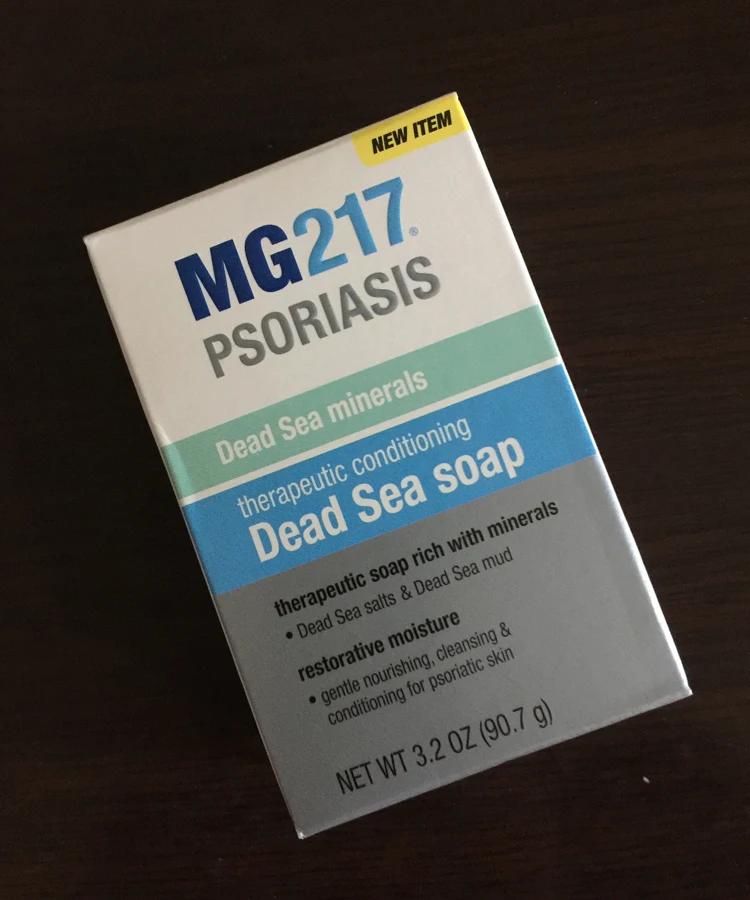 NEW ITEM
MG217®
PSORIASIS
Dead Sea minerals
therapeutic conditioning
Dead Sea soap
therapeutic soap rich with minerals
• Dead Sea salts & Dead Sea mud
restorative moisture
• gentle nourishing, cleansing &
conditioning for psoriatic skin
NET WT 3.2 OZ (90.7 g)